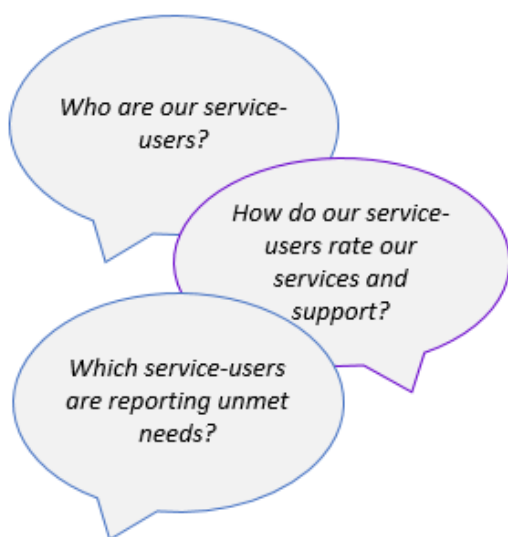 Who are our service-
users?
How do our service-
users rate our
services and
support?
Which service-users
are reporting unmet
needs?